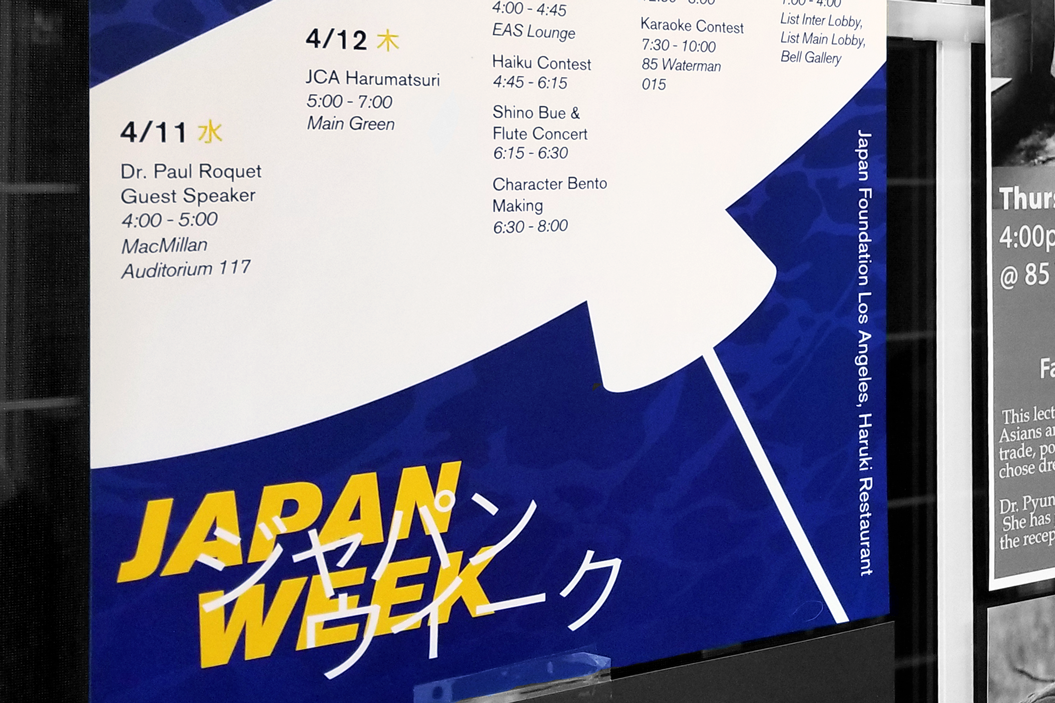 4/11 水
Dr. Paul Roquet
Guest Speaker
4:00 - 5:00
MacMillan
Auditorium 117
4/12 木
JCA Harumatsuri
5:00 - 7:00
Main Green
4:00 - 4:45
EAS Lounge
Haiku Contest
4:45 - 6:15
Shino Bue &
Flute Concert
6:15 - 6:30
Character Bento
Making
6:30 - 8:00
Karaoke Contest
7:30 - 10:00
85 Waterman
015
List Inter Lobby,
List Main Lobby,
Bell Gallery
Japan Foundation Los Angeles, Haruki Restaurant
JAPAN
ジャパン
WEEK
ウイーク
4:00p
@ 85
This lect
Asians a
trade, po
chose dr
Dr. Pyun
She has
the recep